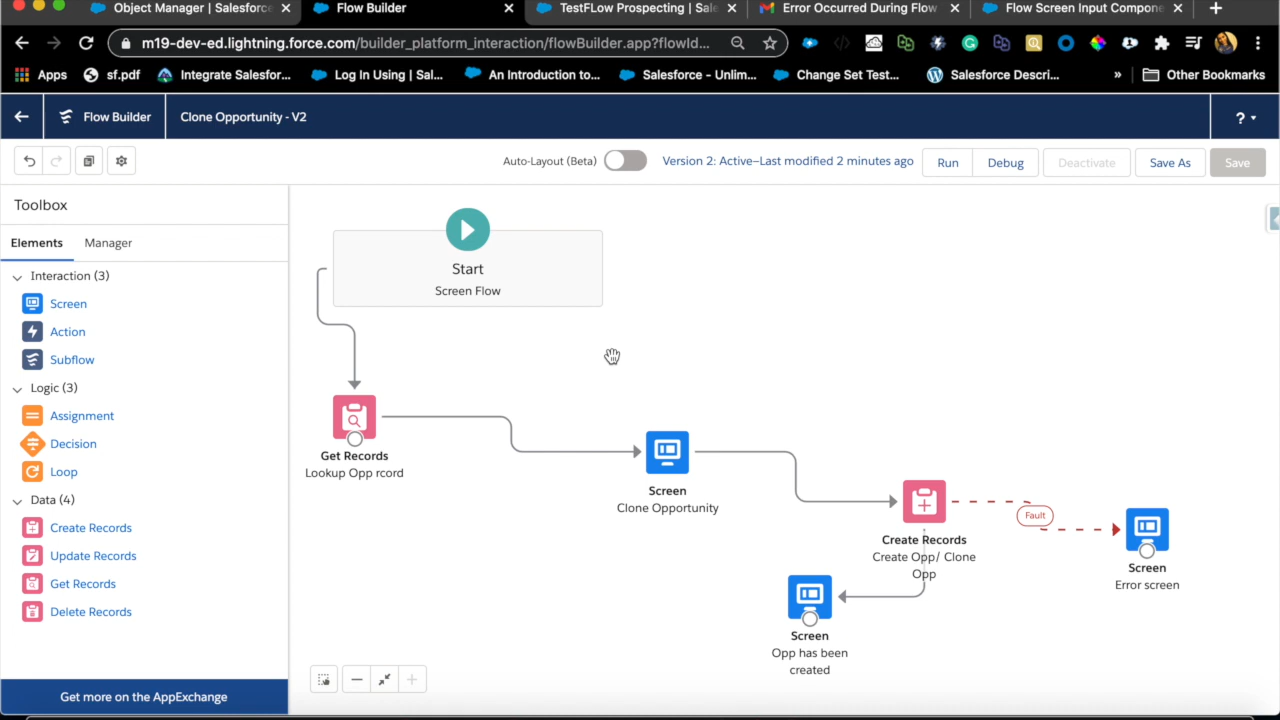 Object Manager | Salesforce
Flow Builder
TestFLow Prospecting | Sale
Error Occurred During Flow
Flow Screen Input Compone
m19-dev-ed.lightning.force.com/builder_platform_interaction/flowBuilder.app?flowId...
Apps
sf.pdf
Integrate Salesfor...
Log In Using | Sal...
An Introduction to...
Salesforce – Unlim...
Change Set Test...
Salesforce Descri...
»
Other Bookmarks
Flow Builder
Clone Opportunity - V2
?
Auto-Layout (Beta)
Version 2: Active—Last modified 2 minutes ago
Run
Debug
Deactivate
Save As
Save
Toolbox
Elements
Manager
Interaction (3)
Screen
Action
Subflow
Logic (3)
Assignment
Decision
Loop
Data (4)
Create Records
Update Records
Get Records
Delete Records
Get more on the AppExchange
Start
Screen Flow
Get Records
Lookup Opp rcord
Screen
Clone Opportunity
Create Records
Create Opp/ Clone
Opp
Fault
Screen
Error screen
Screen
Opp has been
created